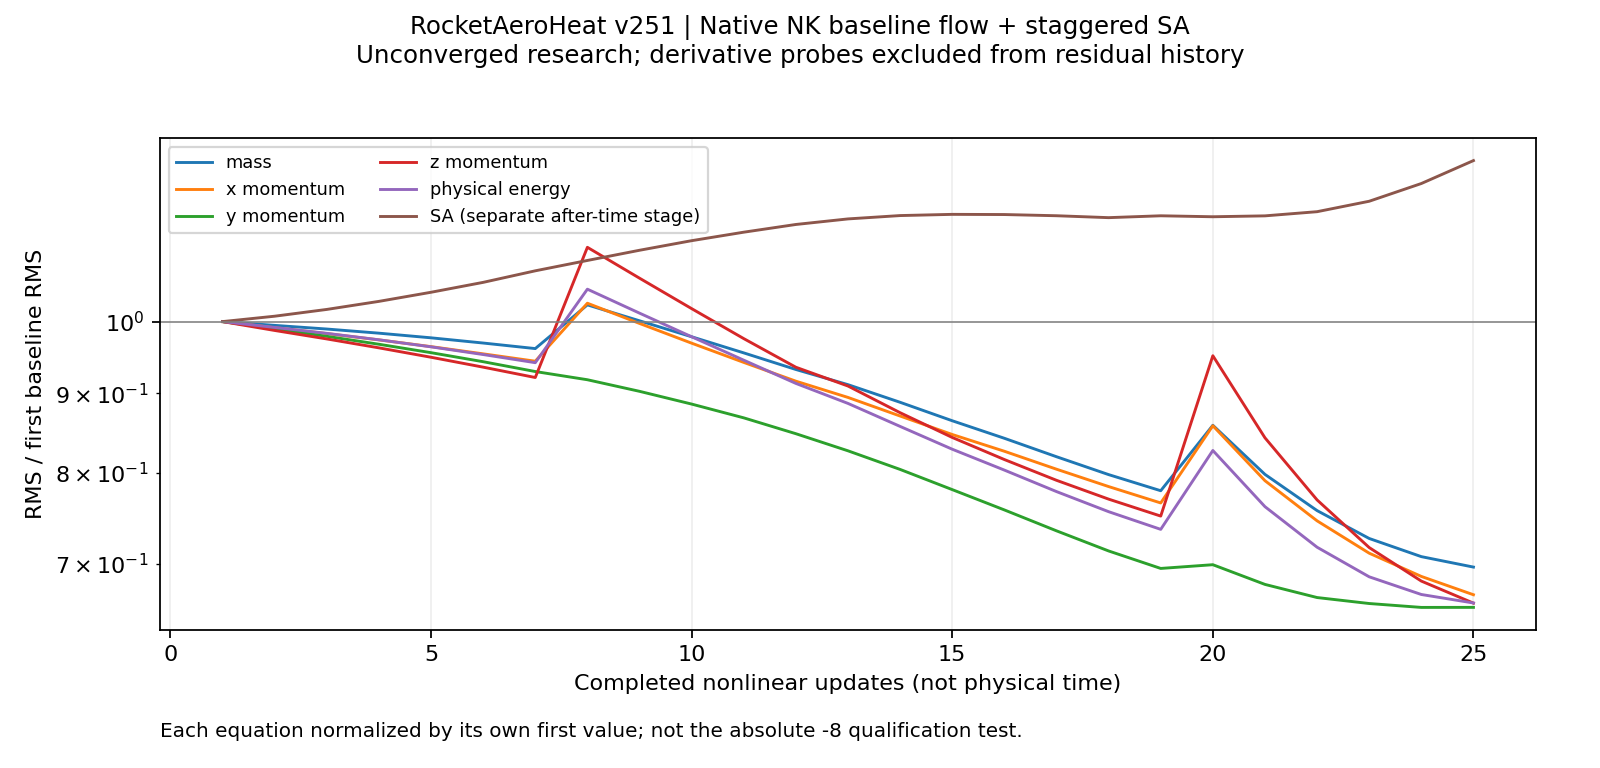 RocketAeroHeat v251 | Native NK baseline flow + staggered SA
Unconverged research; derivative probes excluded from residual history
mass
x momentum
y momentum
z momentum
physical energy
SA (separate after-time stage)
RMS / first baseline RMS
10⁰
9 × 10⁻¹
8 × 10⁻¹
7 × 10⁻¹
0 5 10 15 20 25
Completed nonlinear updates (not physical time)
Each equation normalized by its own first value; not the absolute -8 qualification test.